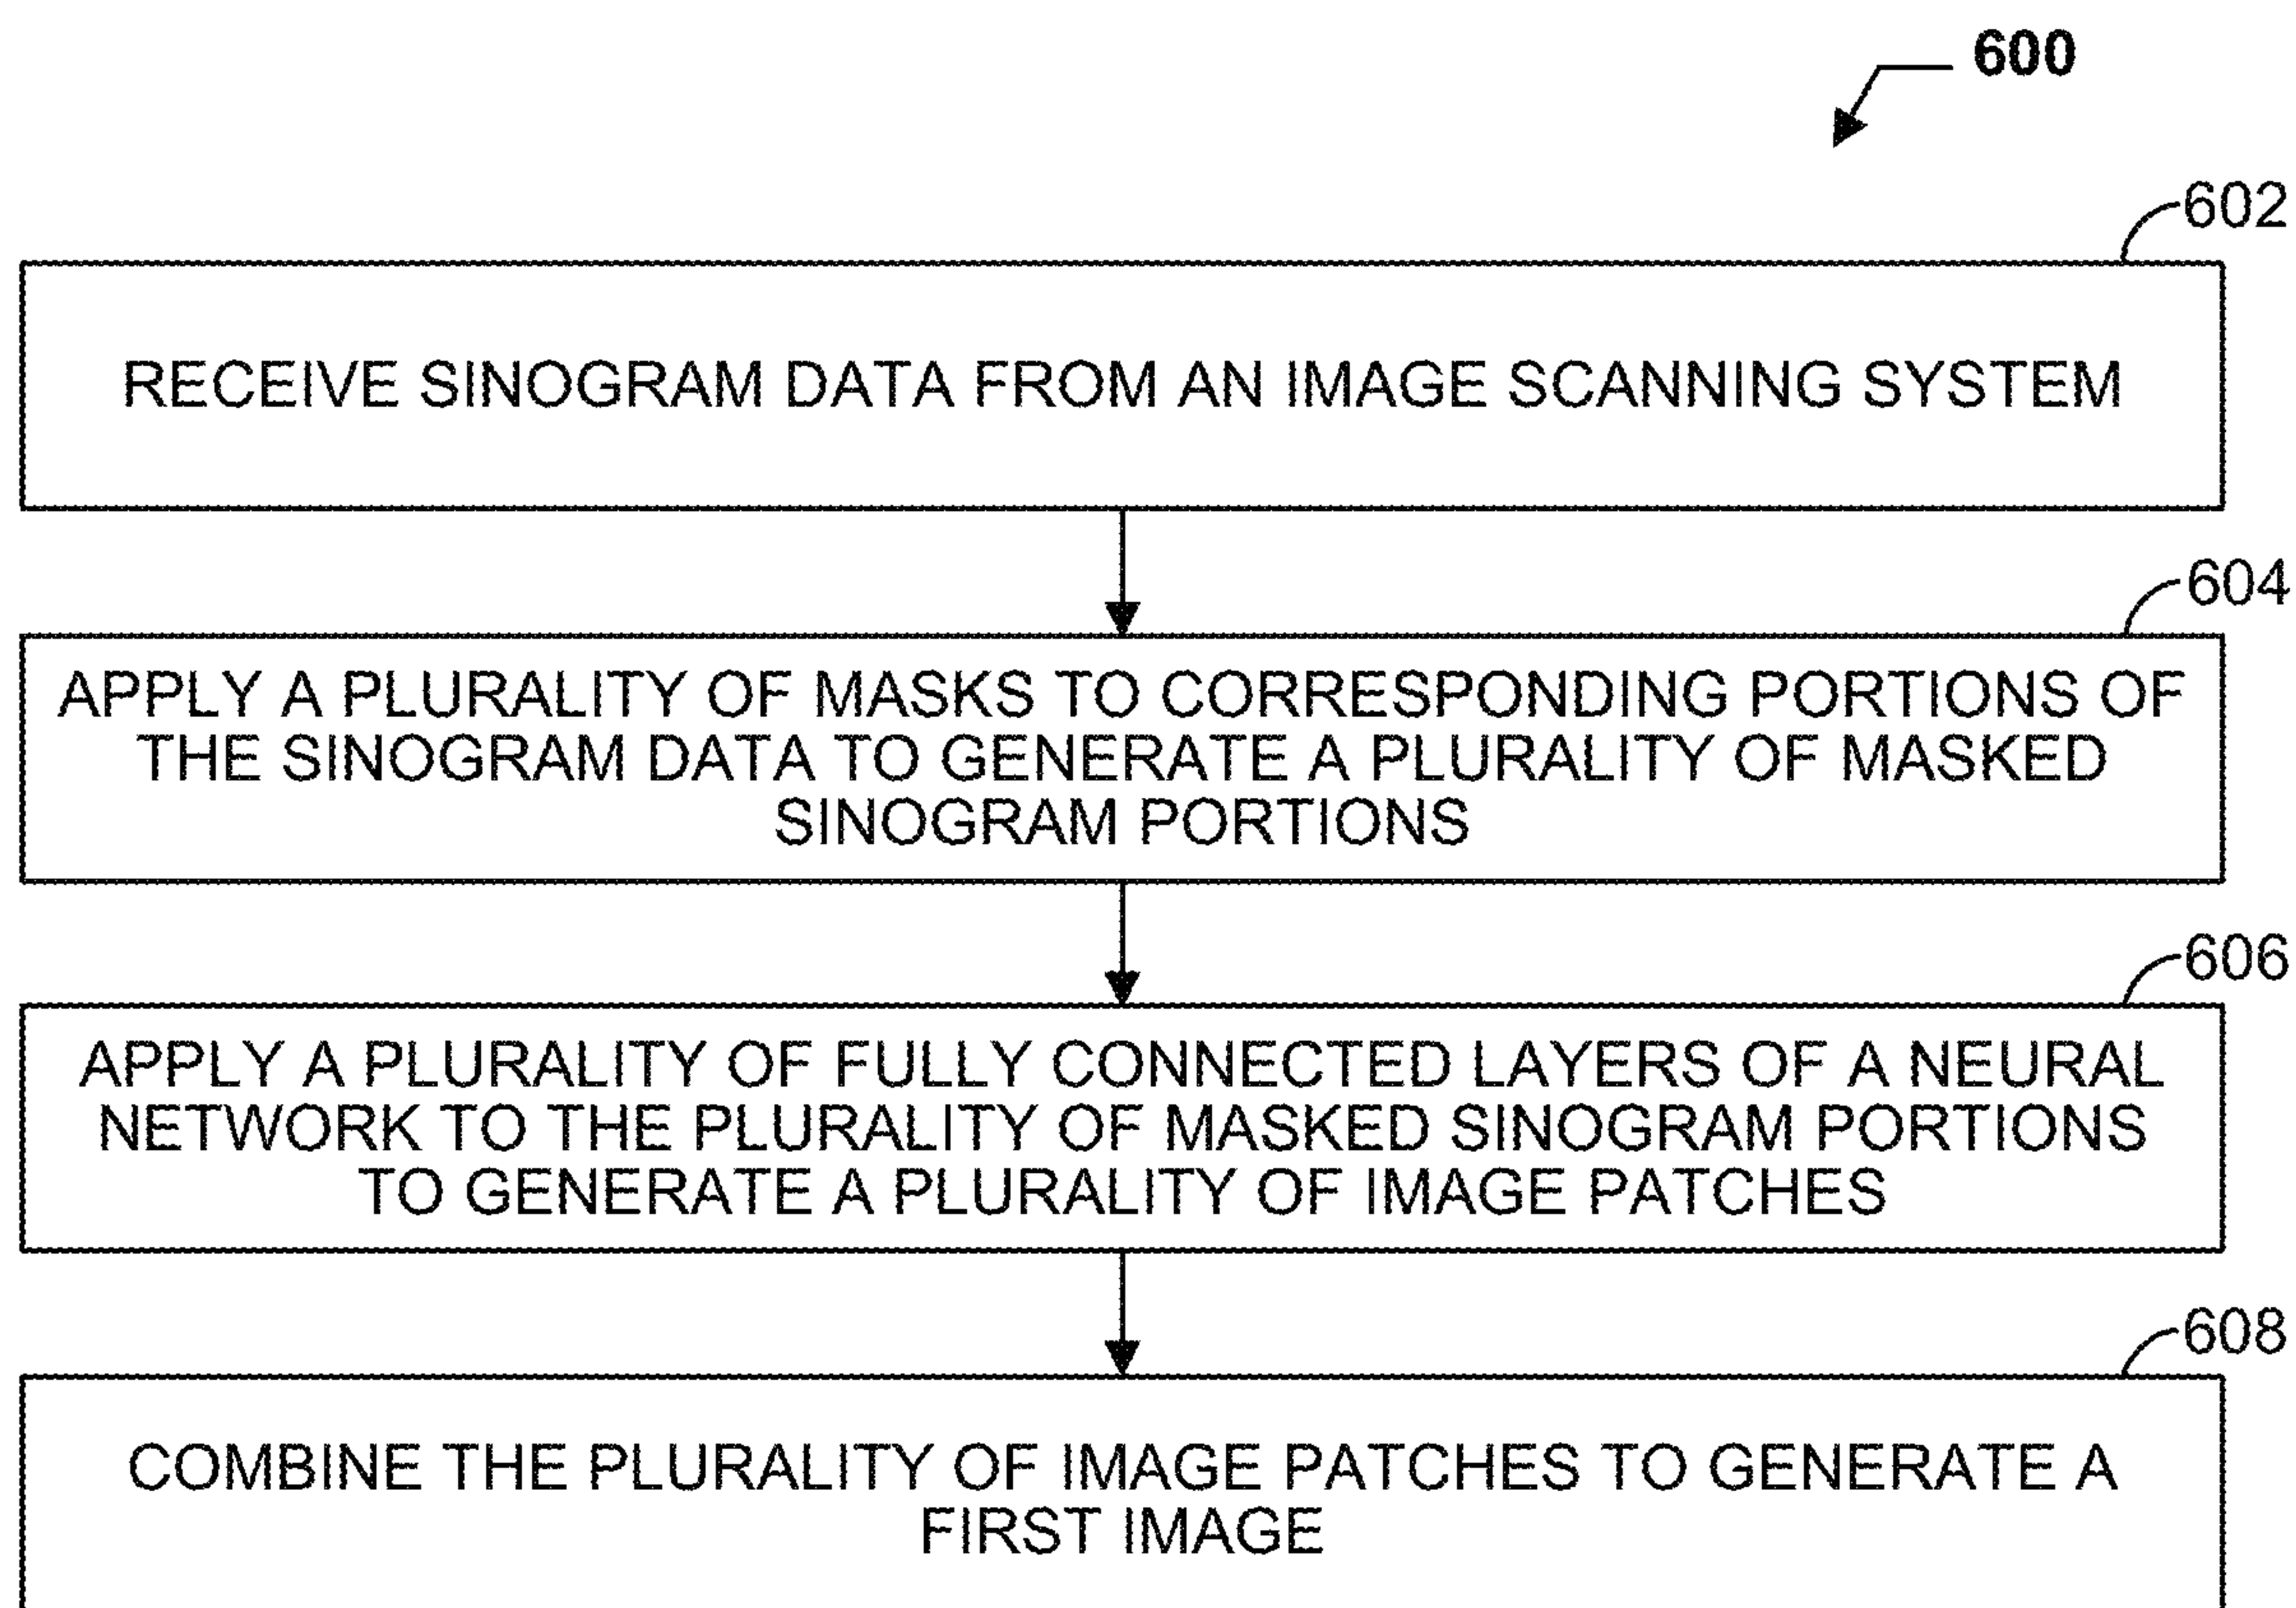 600
602
RECEIVE SINOGRAM DATA FROM AN IMAGE SCANNING SYSTEM
604
APPLY A PLURALITY OF MASKS TO CORRESPONDING PORTIONS OF
THE SINOGRAM DATA TO GENERATE A PLURALITY OF MASKED
SINOGRAM PORTIONS
606
APPLY A PLURALITY OF FULLY CONNECTED LAYERS OF A NEURAL
NETWORK TO THE PLURALITY OF MASKED SINOGRAM PORTIONS
TO GENERATE A PLURALITY OF IMAGE PATCHES
608
COMBINE THE PLURALITY OF IMAGE PATCHES TO GENERATE A
FIRST IMAGE